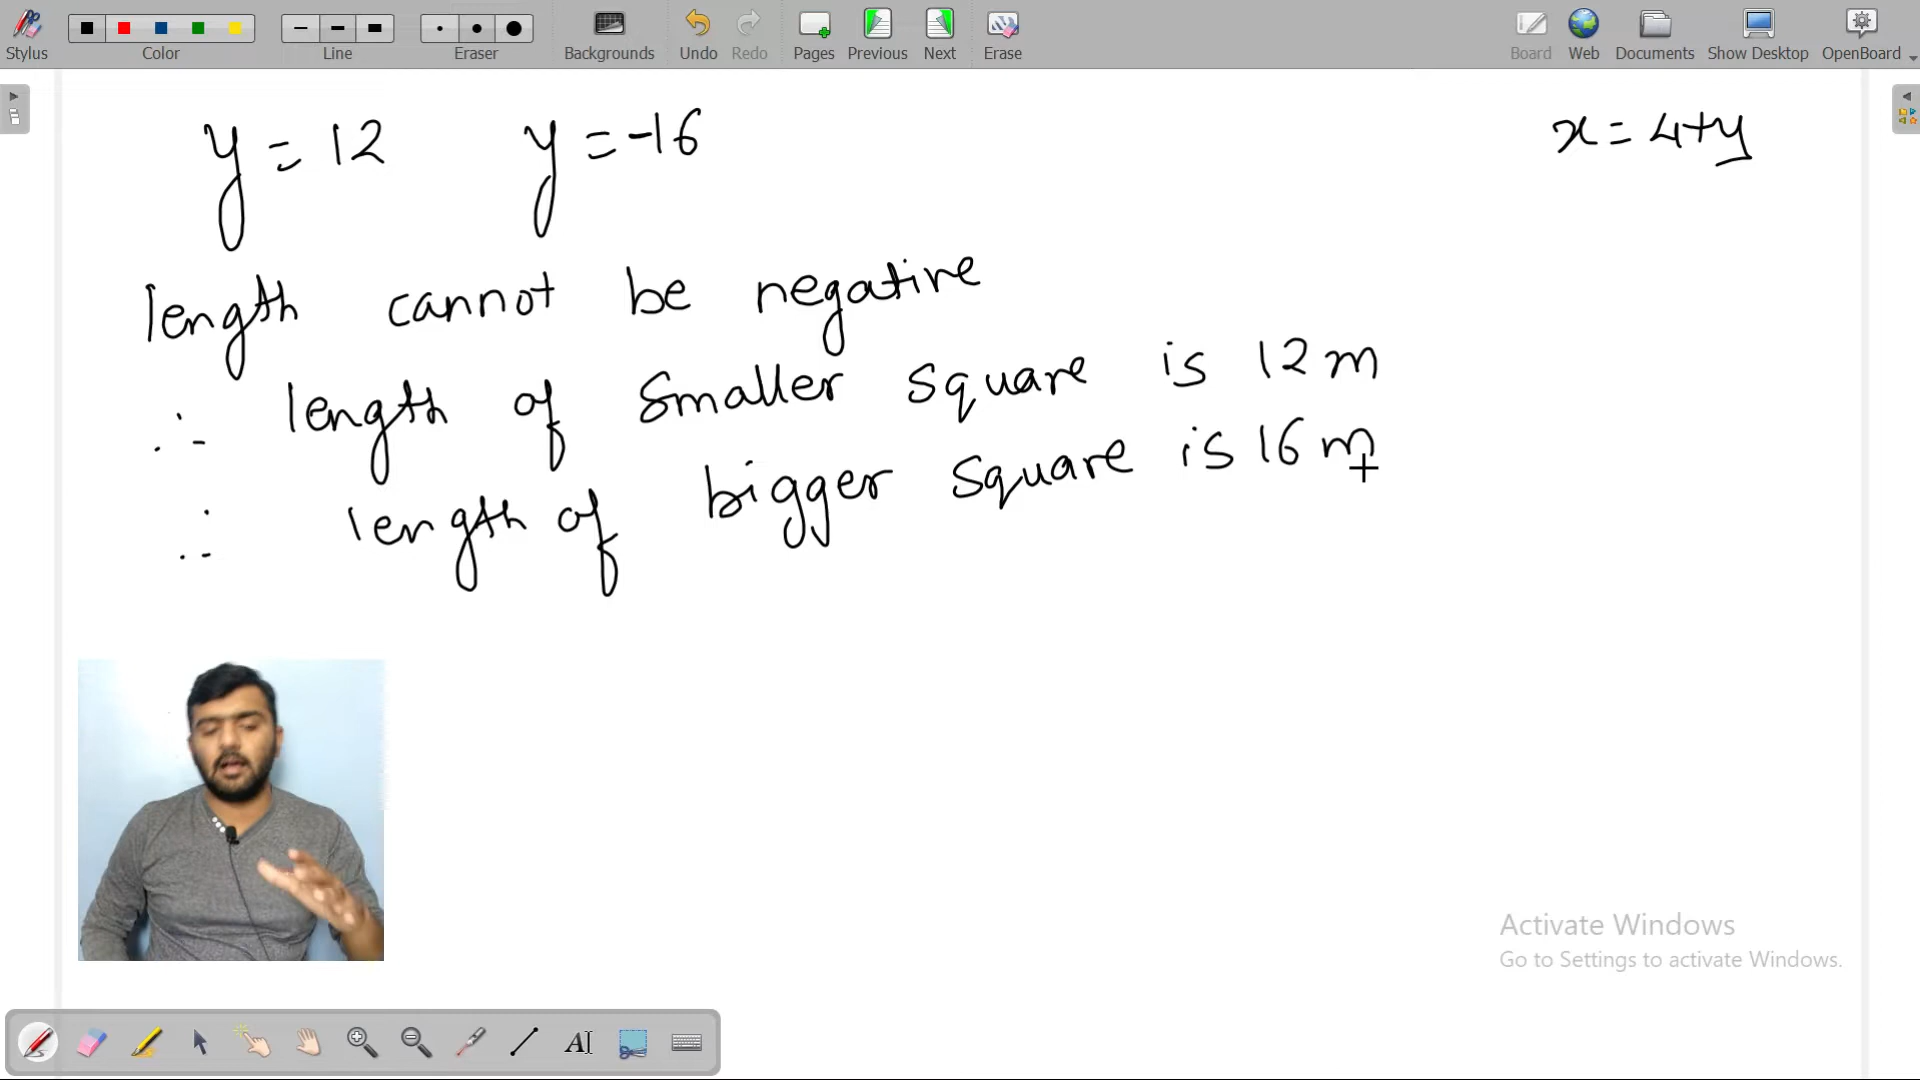 Stylus Color Line Eraser Backgrounds Undo Redo Pages Previous Next Erase Board Web Documents Show Desktop OpenBoard
y = 12 y = -16 x = 4+y
length cannot be negative
∴ length of smaller square is 12 m
∴ length of bigger square is 16 m
Activate Windows
Go to Settings to activate Windows.
AI